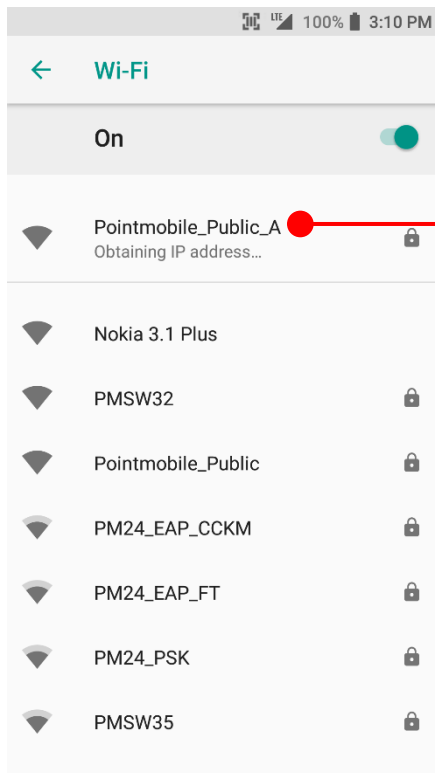 LTE 100% 3:10 PM
Wi-Fi
On
Pointmobile_Public_A
Obtaining IP address...
Nokia 3.1 Plus
PMSW32
Pointmobile_Public
PM24_EAP_CCKM
PM24_EAP_FT
PM24_PSK
PMSW35